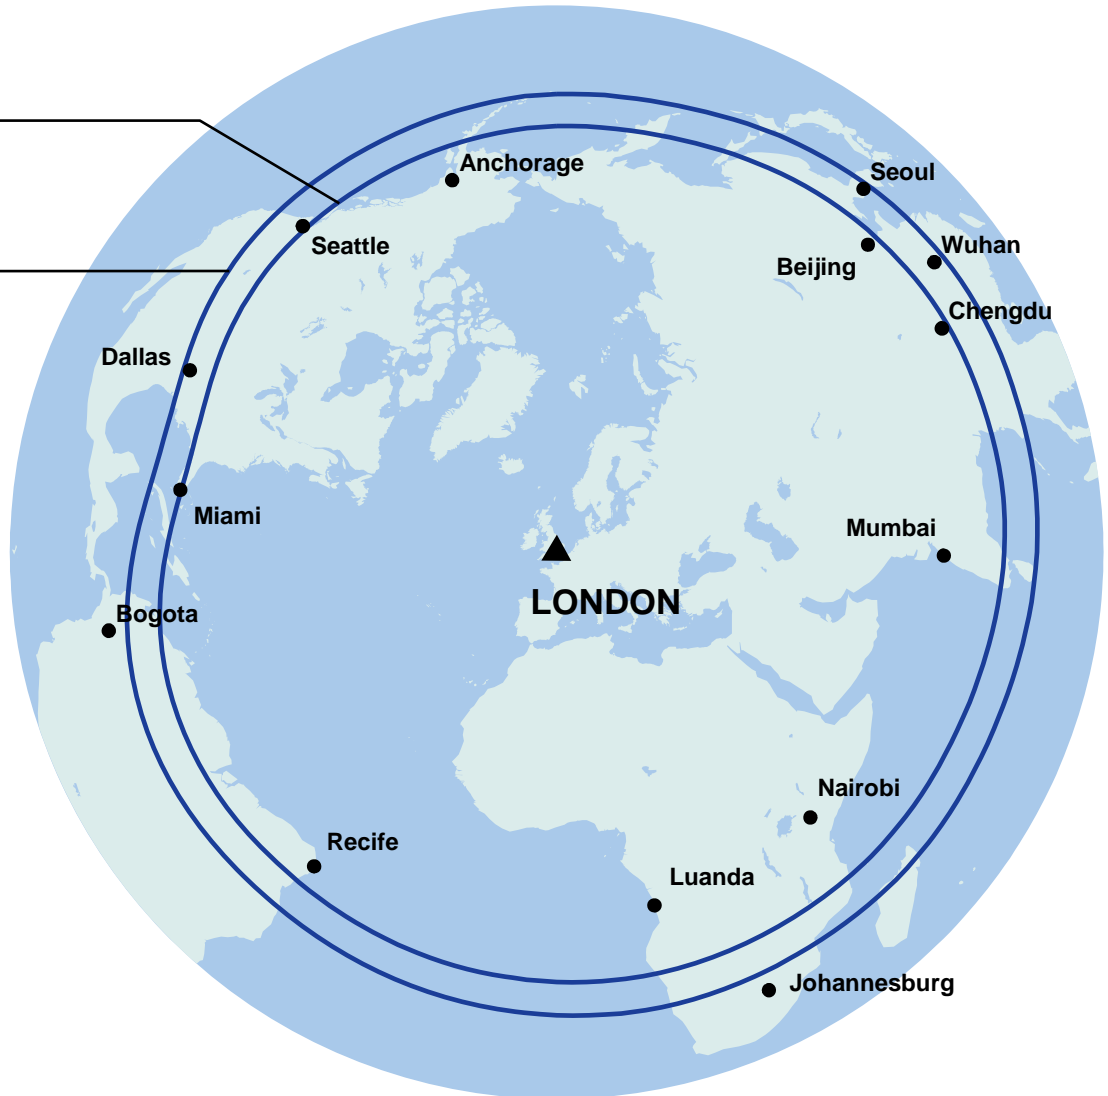 Anchorage
Seoul
Seattle
Wuhan
Beijing
Chengdu
Dallas
Miami
Mumbai
LONDON
Bogota
Nairobi
Recife
Luanda
Johannesburg